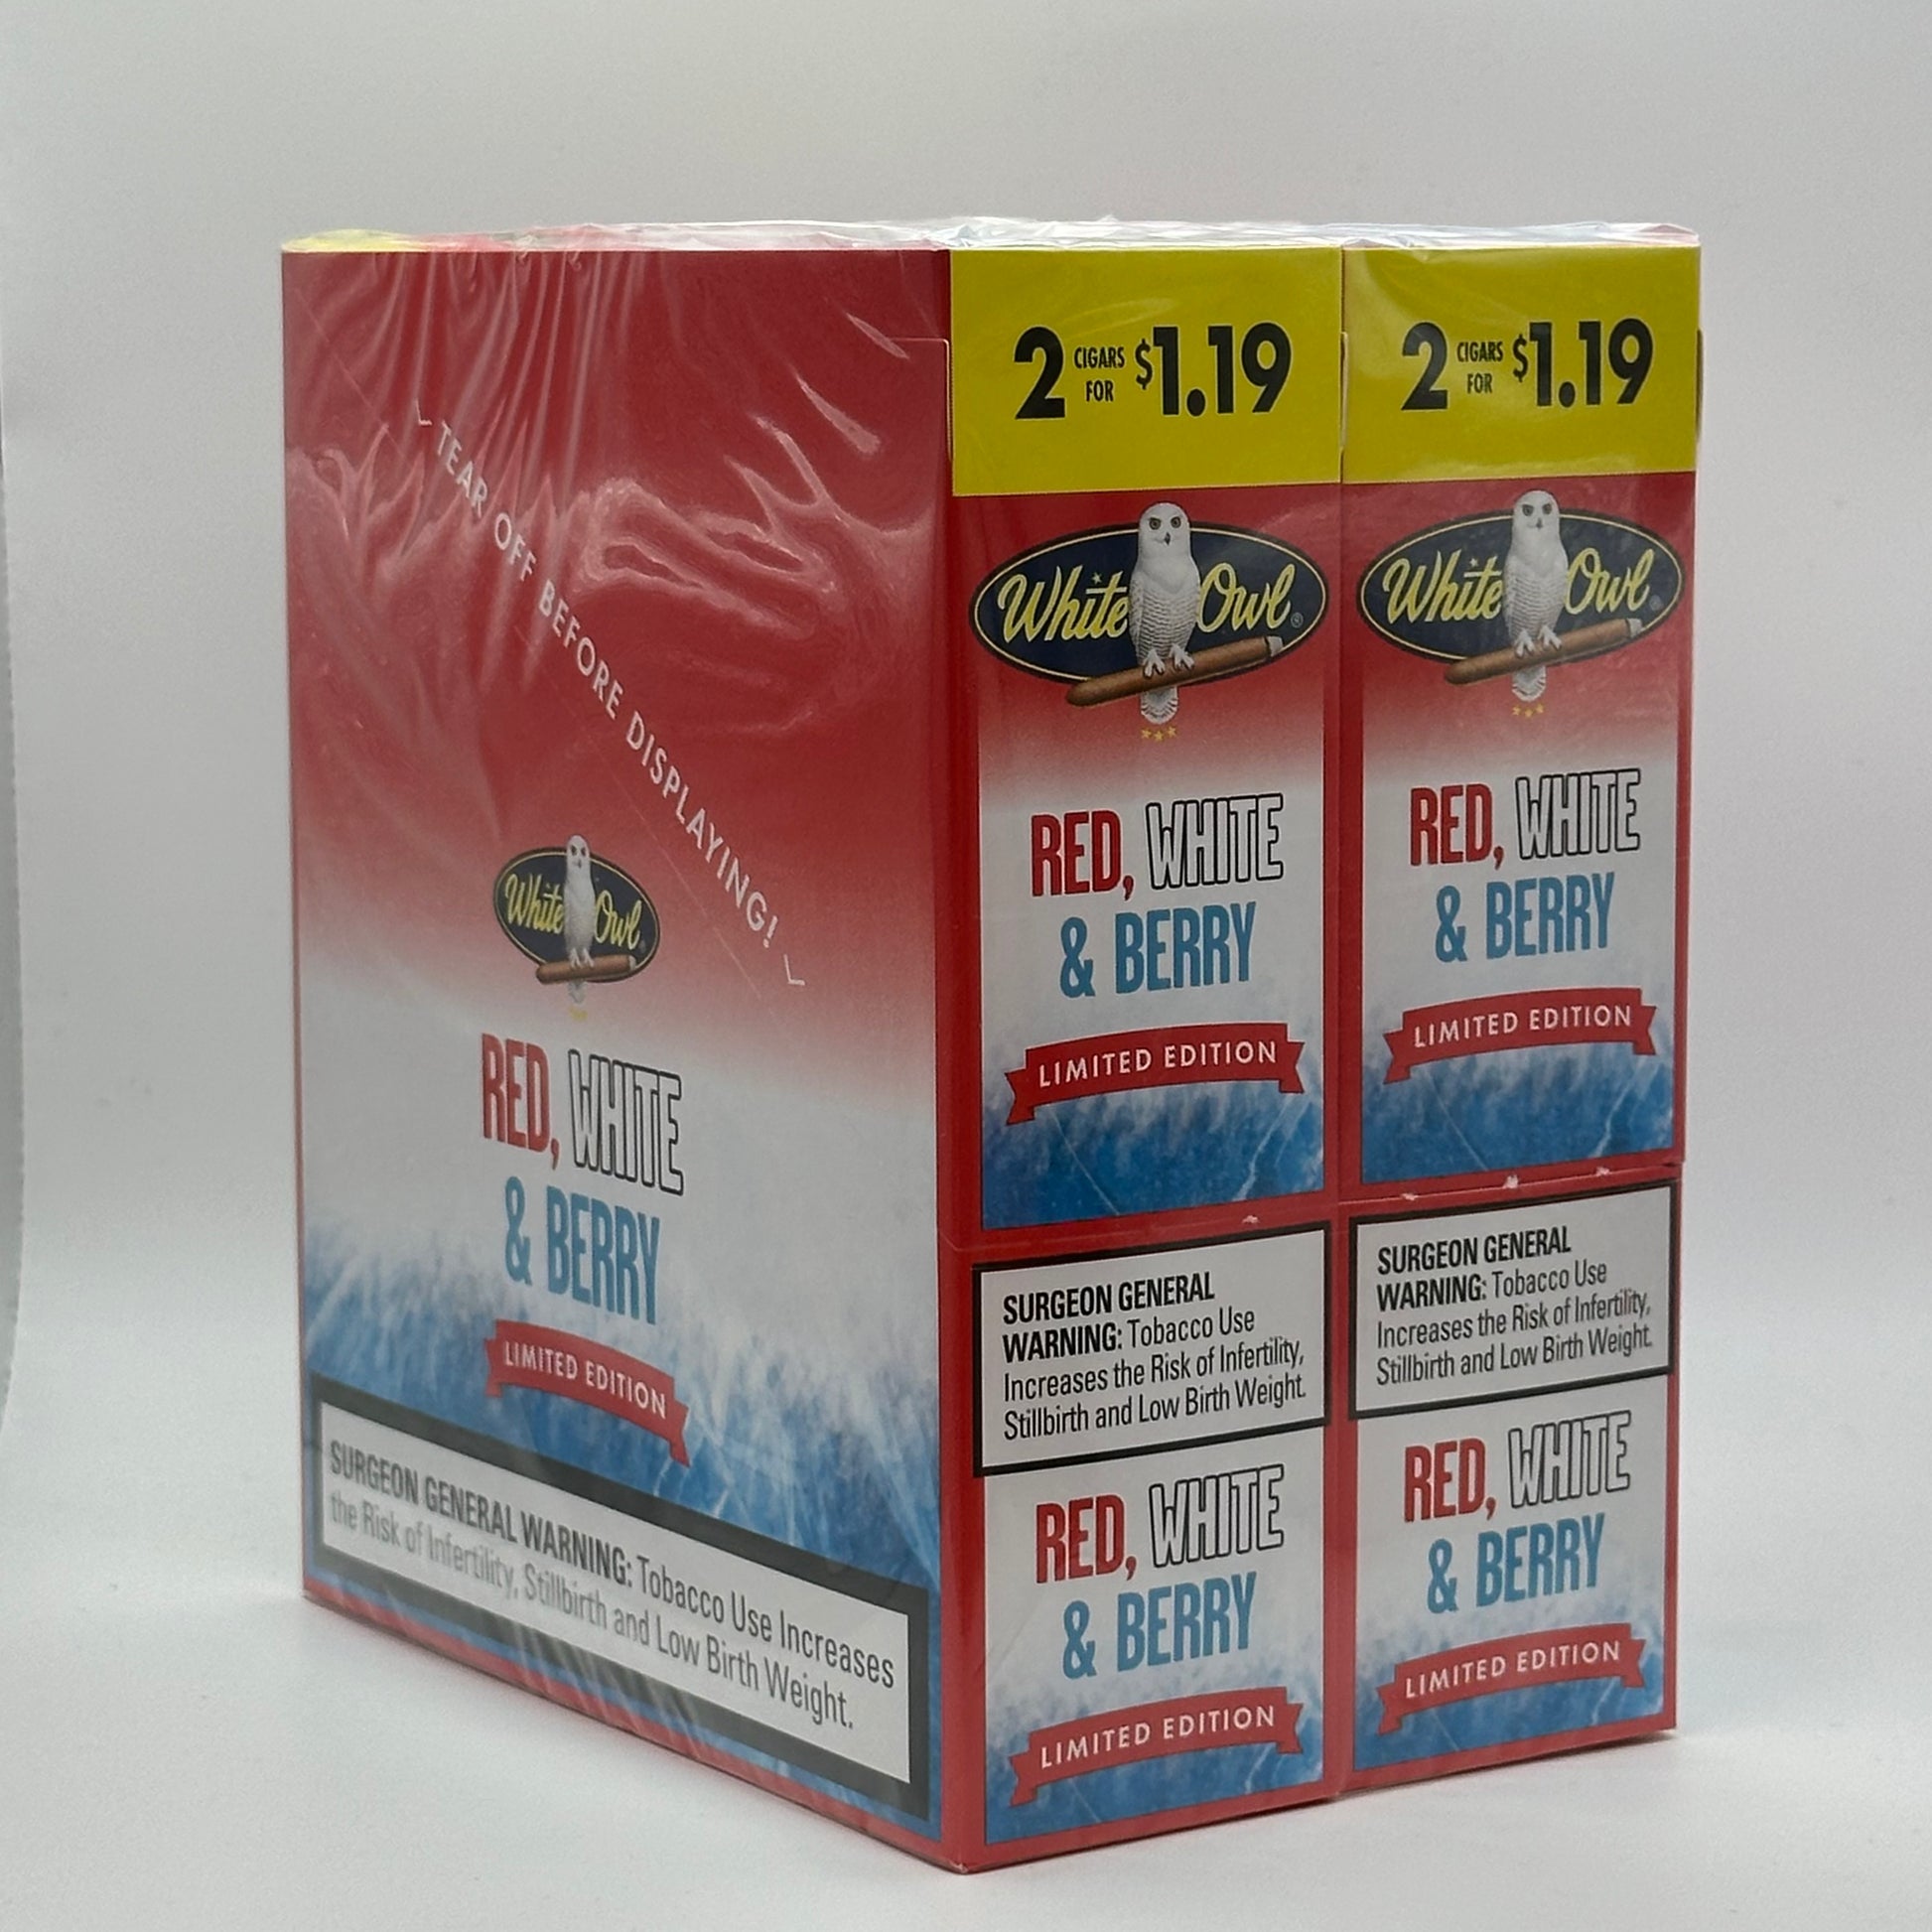 TEAR OFF BEFORE DISPLAYING!
White Owl®
RED, WHITE
& BERRY
LIMITED EDITION
SURGEON GENERAL WARNING: Tobacco Use Increases
the Risk of Infertility, Stillbirth and Low Birth Weight.
2 CIGARS FOR $1.19
White Owl®
RED, WHITE
& BERRY
LIMITED EDITION
SURGEON GENERAL
WARNING: Tobacco Use
Increases the Risk of Infertility,
Stillbirth and Low Birth Weight.
RED, WHITE
& BERRY
LIMITED EDITION
2 CIGARS FOR $1.19
White Owl®
RED, WHITE
& BERRY
LIMITED EDITION
SURGEON GENERAL
WARNING: Tobacco Use
Increases the Risk of Infertility,
Stillbirth and Low Birth Weight.
RED, WHITE
& BERRY
LIMITED EDITION